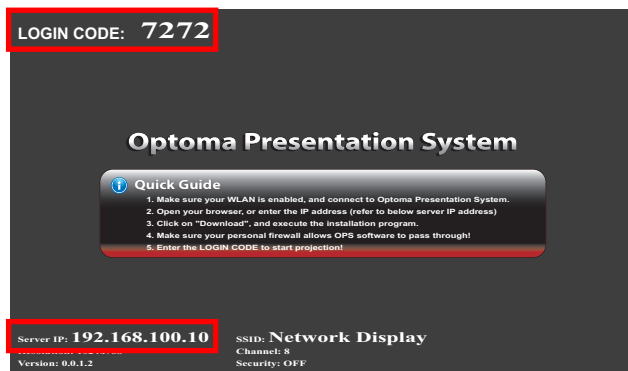 LOGIN CODE: 7272
Optoma Presentation System
Quick Guide
1. Make sure your WLAN is enabled, and connect to Optoma Presentation System.
2. Open your browser, or enter the IP address (refer to below server IP address)
3. Click on "Download", and execute the installation program.
4. Make sure your personal firewall allows OPS software to pass through!
5. Enter the LOGIN CODE to start projection!
Server IP: 192.168.100.10 SSID: Network Display
Channel: 8
Version: 0.0.1.2 Security: OFF